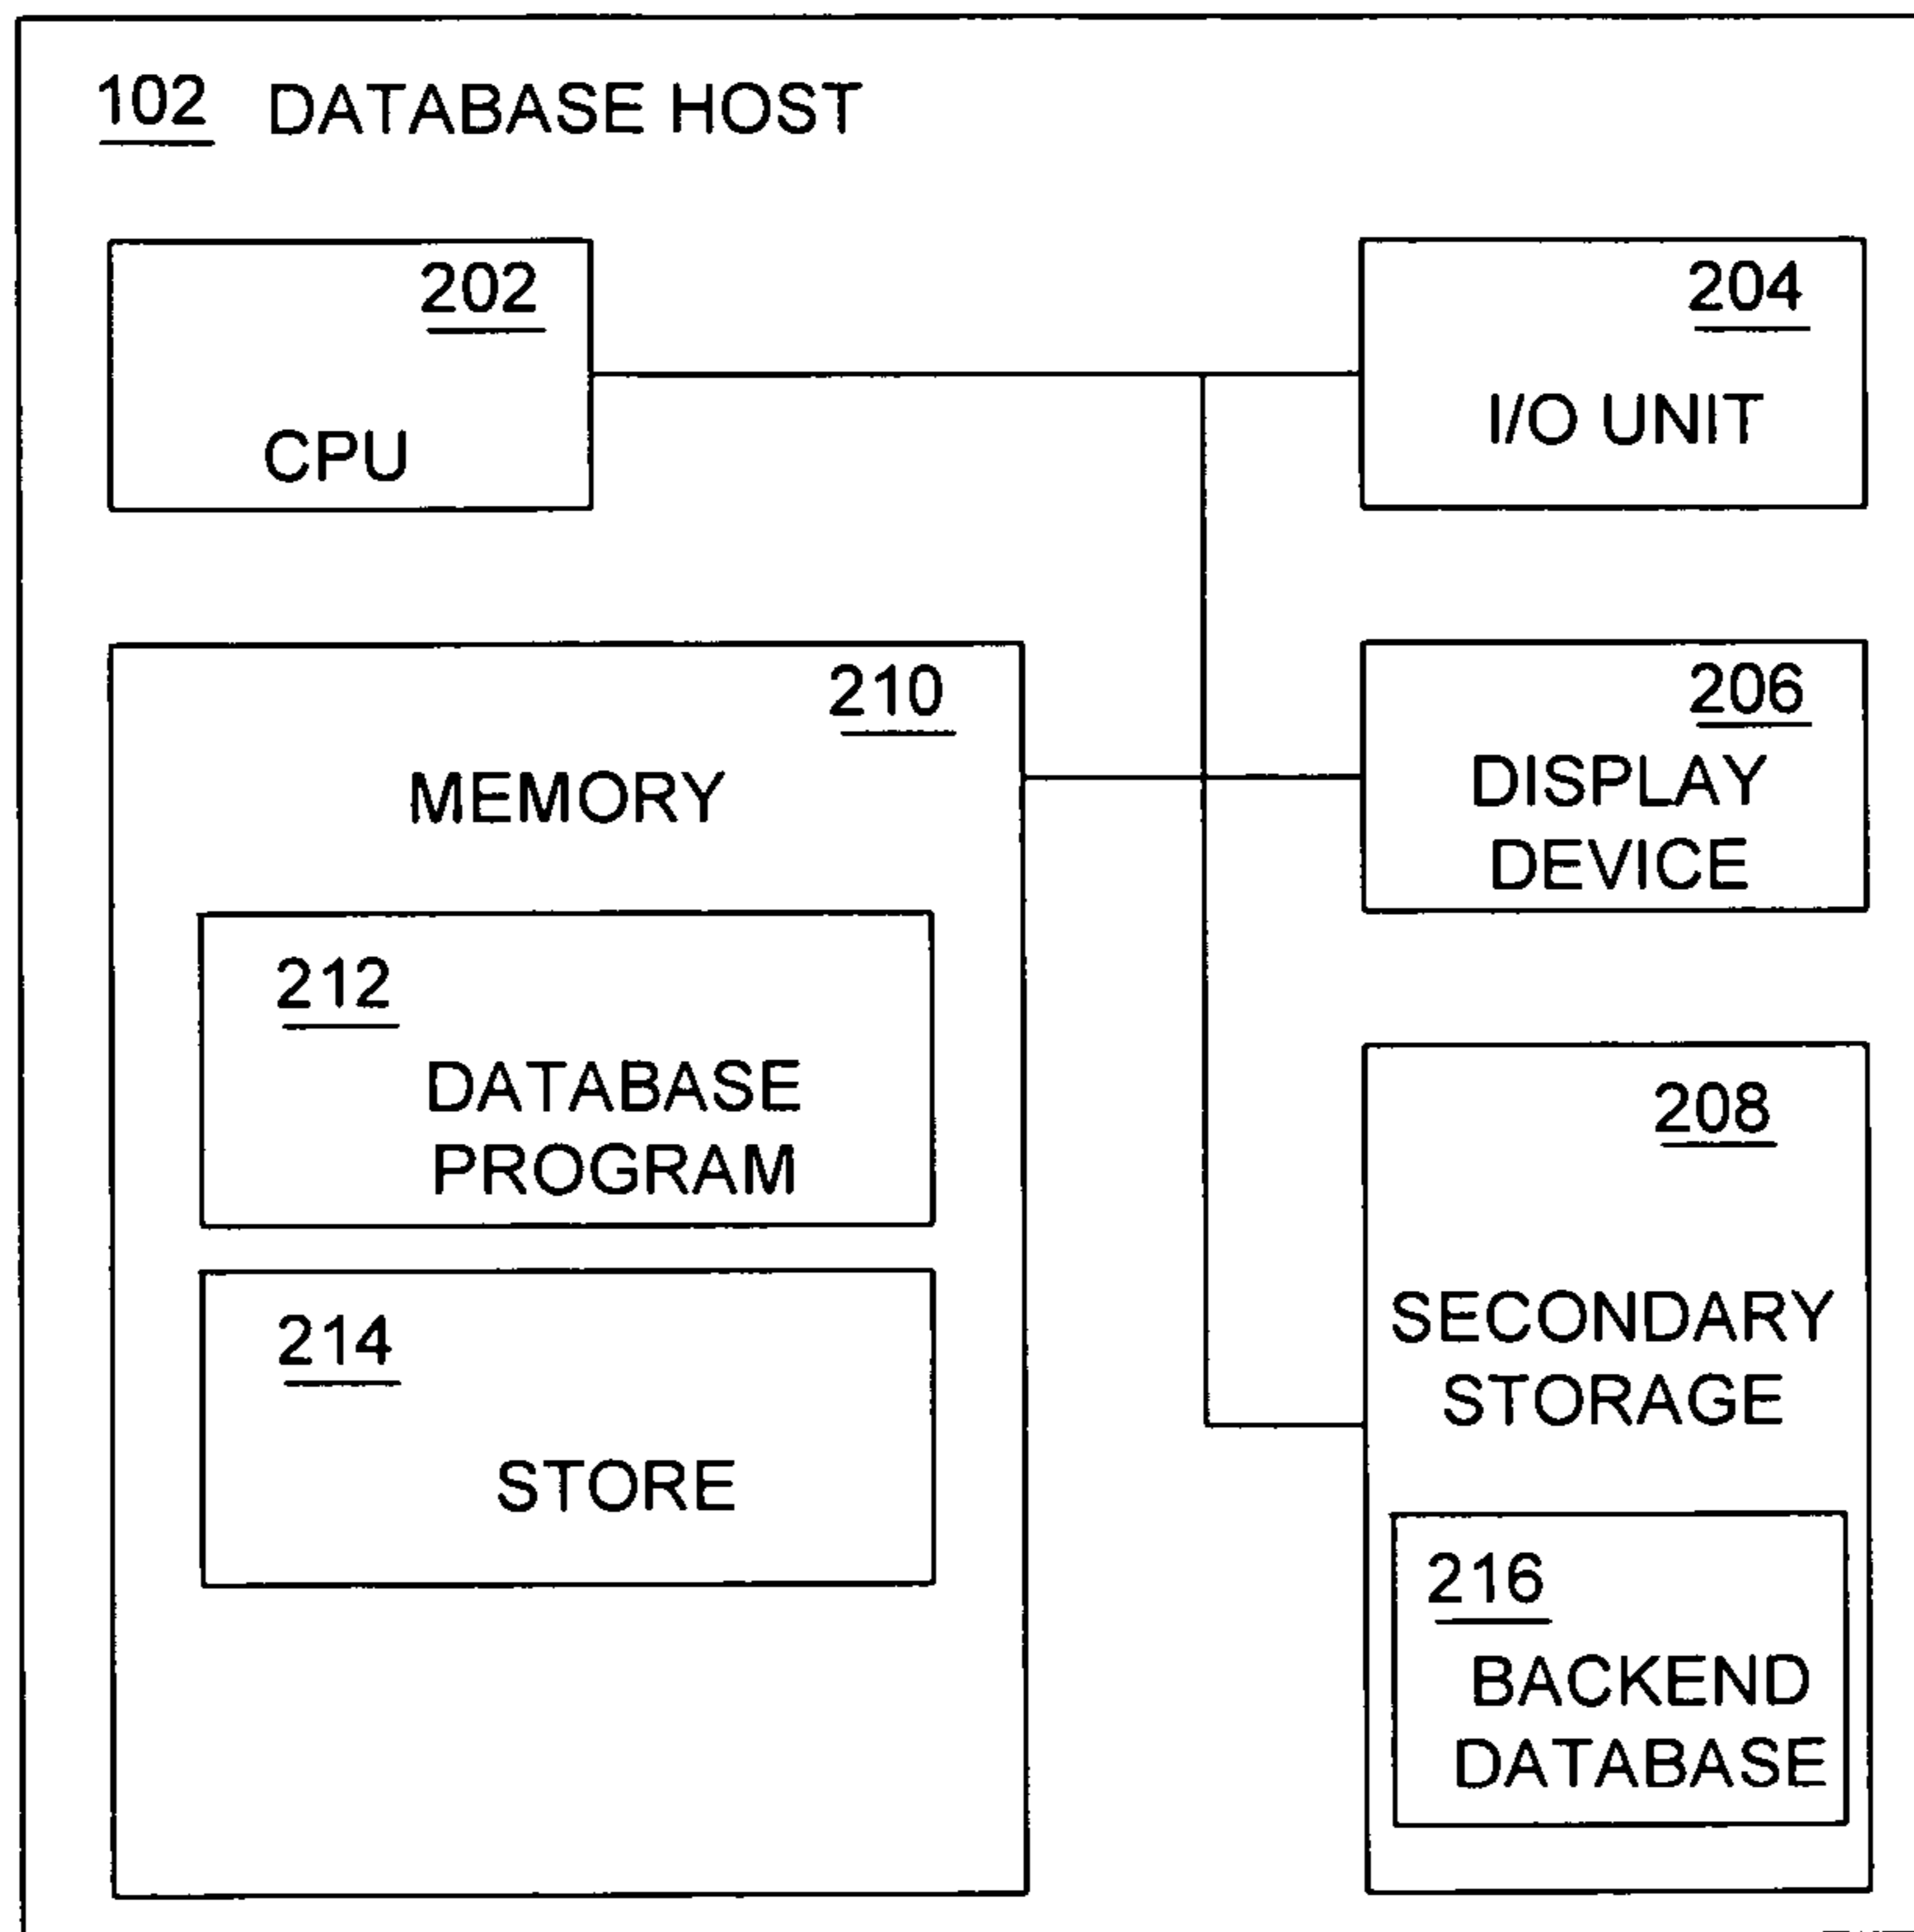 102 DATABASE HOST
202
CPU
204
I/O UNIT
210
MEMORY
206
DISPLAY
DEVICE
212
DATABASE
PROGRAM
214
STORE
208
SECONDARY
STORAGE
216
BACKEND
DATABASE